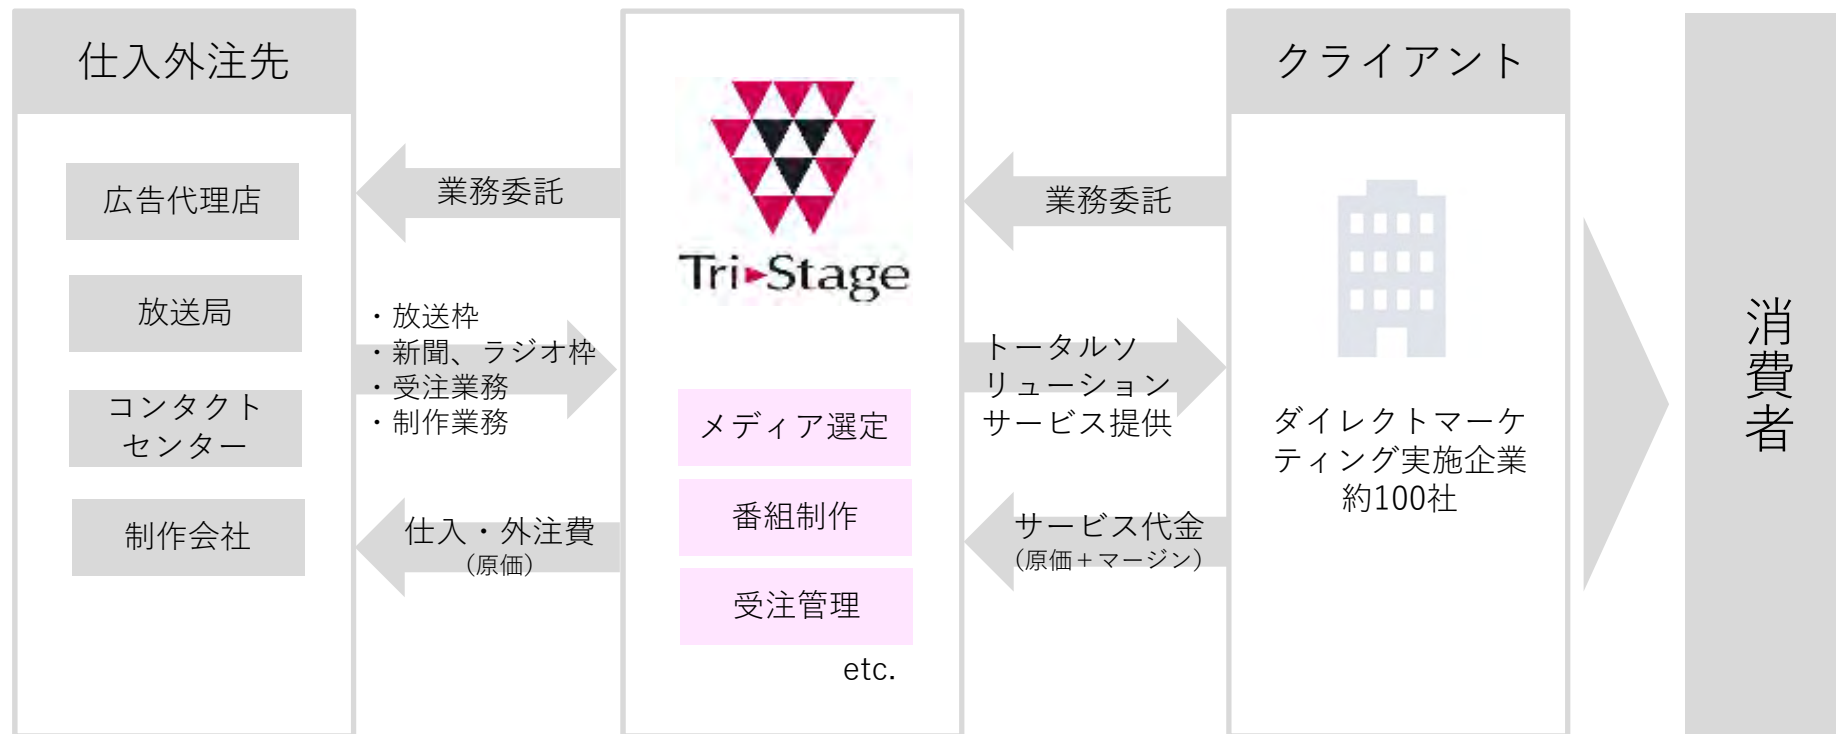 仕入外注先
広告代理店
放送局
コンタクト
センター
制作会社
業務委託
・放送枠
・新聞、ラジオ枠
・受注業務
・制作業務
仕入・外注費
(原価)
Tri Stage
メディア選定
番組制作
受注管理
etc.
業務委託
トータルソ
リューション
サービス提供
サービス代金
(原価+マージン)
クライアント
ダイレクトマーケ
ティング実施企業
約100社
消費者